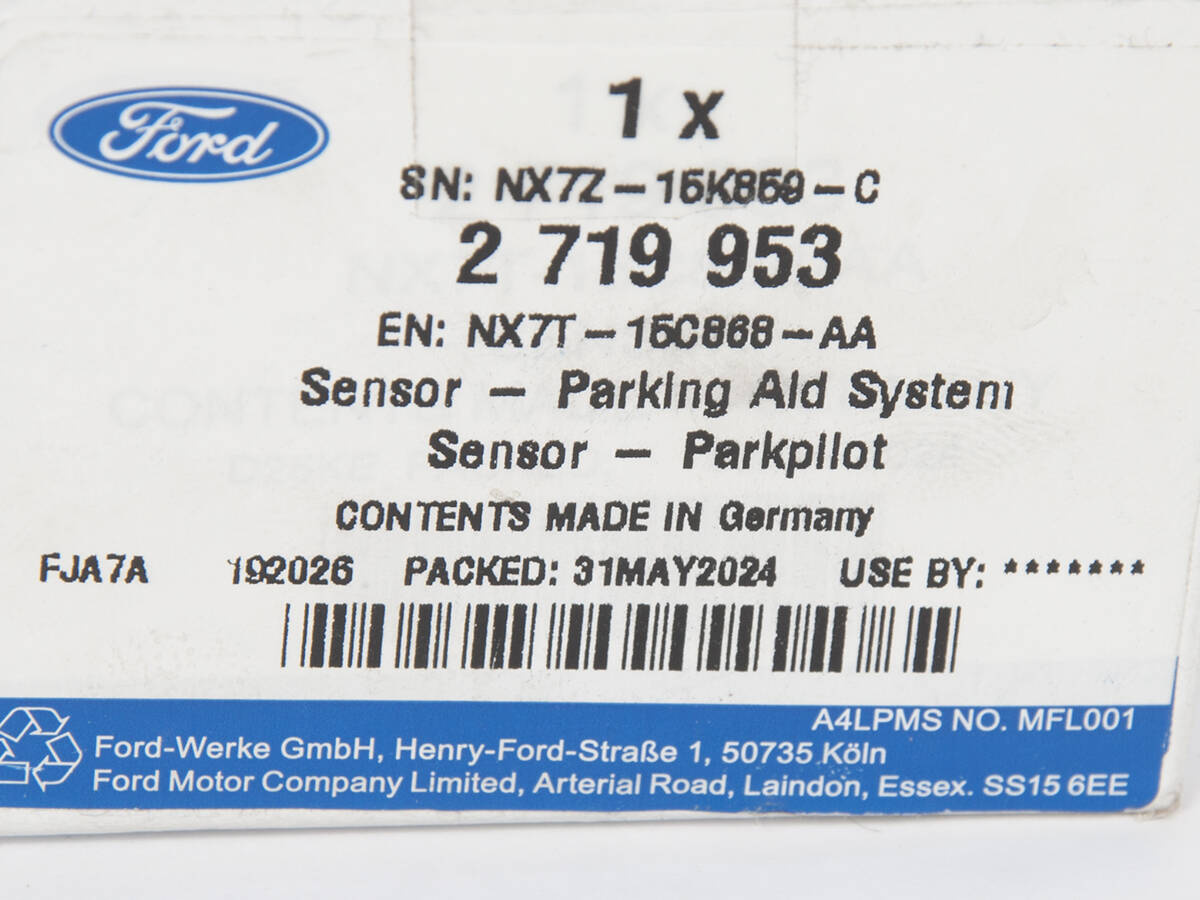 Ford
1 x
SN: NX7Z-15K859-C
2 719 953
EN: NX7T-15C868-AA
Sensor - Parking Aid System
Sensor - Parkpilot
CONTENTS MADE IN Germany
FJA7A 192026 PACKED: 31MAY2024 USE BY: *******
A4LPMS NO. MFL001
Ford-Werke GmbH, Henry-Ford-Straße 1, 50735 Köln
Ford Motor Company Limited, Arterial Road, Laindon, Essex. SS15 6EE